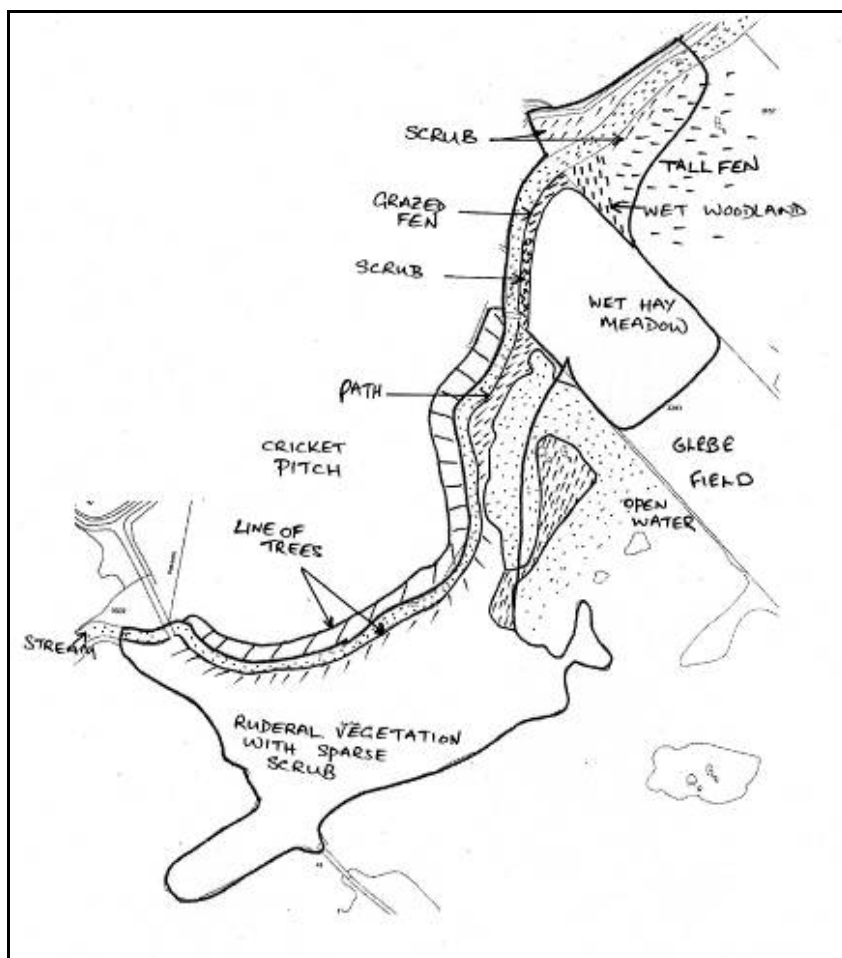 SCRUB
TALL FEN
GRAZED
FEN
WET WOODLAND
SCRUB
WET HAY
MEADOW
PATH
CRICKET
PITCH
GLEBE
FIELD
OPEN
WATER
LINE OF
TREES
STREAM
RUDERAL VEGETATION
WITH SPARSE
SCRUB